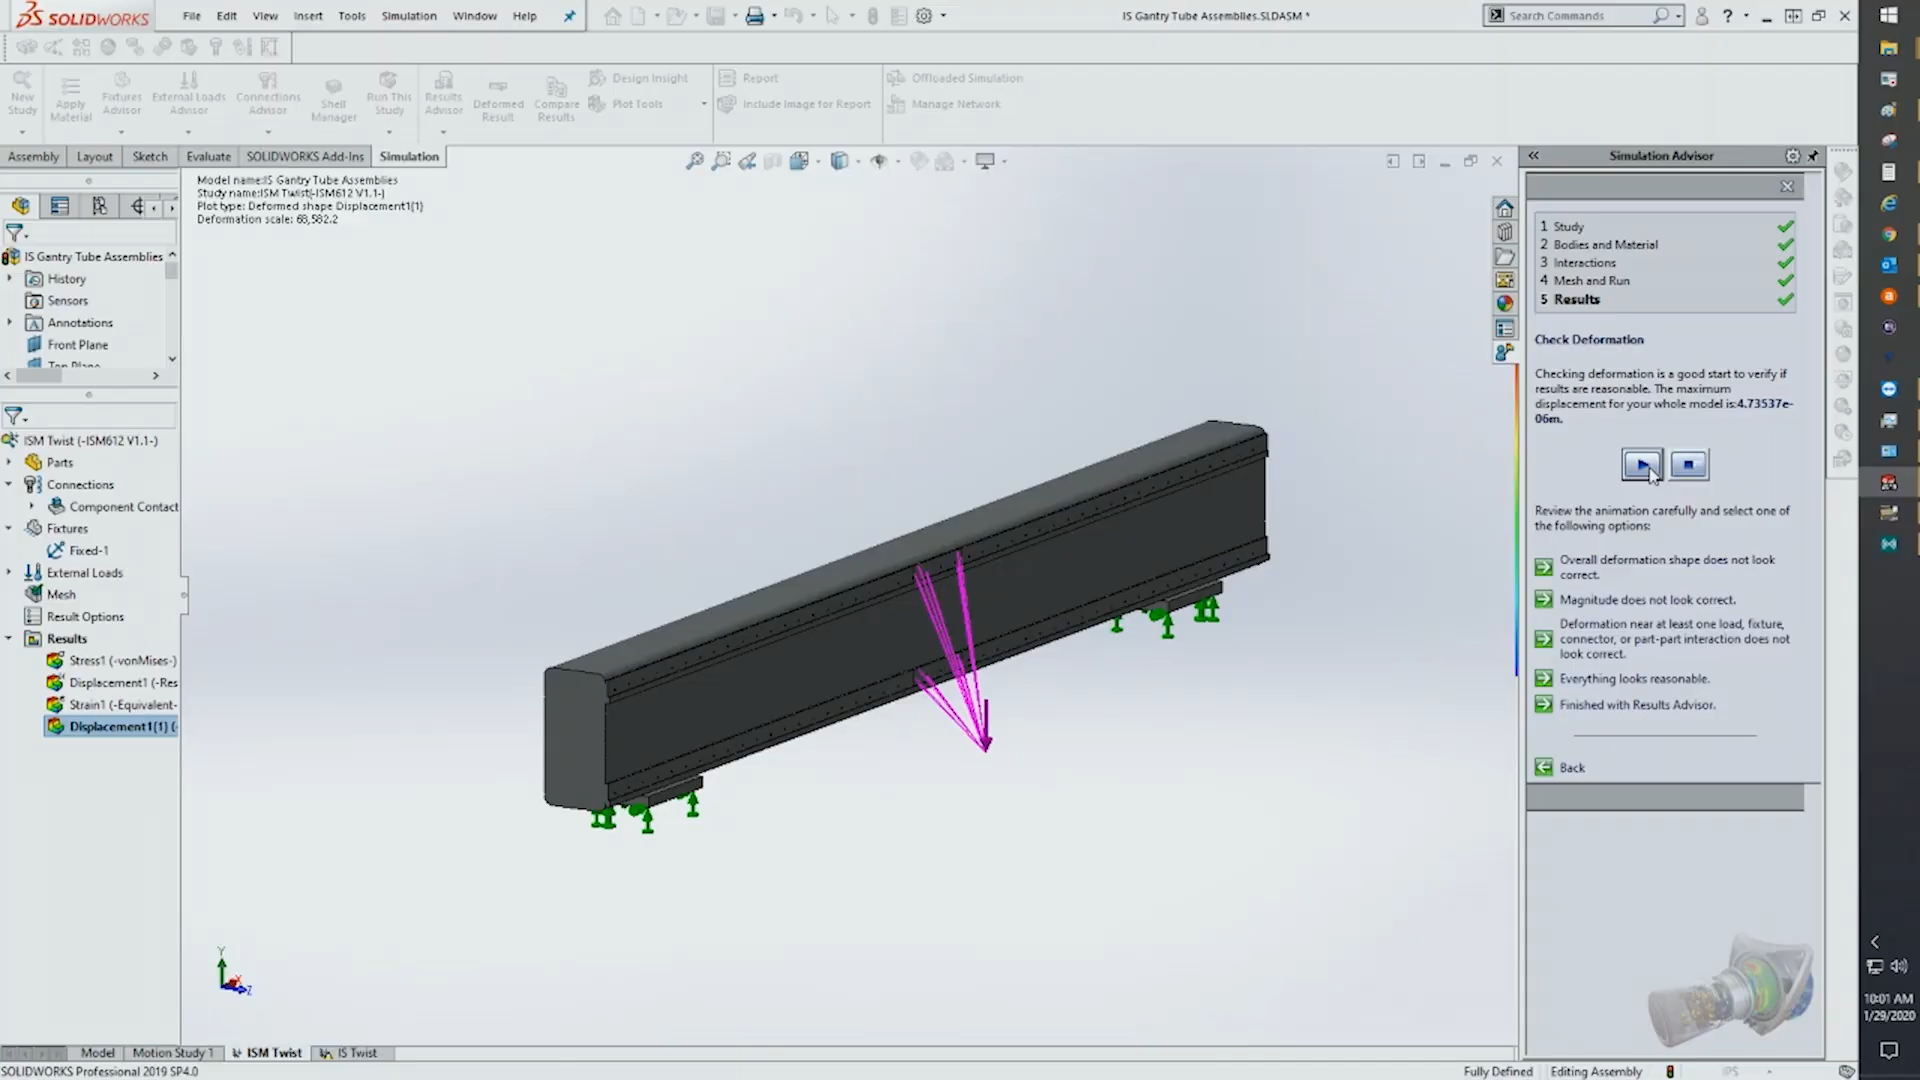 SOLIDWORKS
File Edit View Insert Tools Simulation Window Help
IS Gantry Tube Assemblies.SLDASM *
Search Commands
New Study
Apply Material
Fixtures Advisor
External Loads Advisor
Connections Advisor
Shell Manager
Run This Study
Results Advisor
Deformed Result
Compare Results
Design Insight
Plot Tools
Report
Include Image for Report
Offloaded Simulation
Manage Network
Assembly Layout Sketch Evaluate SOLIDWORKS Add-Ins Simulation
Model name:IS Gantry Tube Assemblies
Study name:ISM Twist(-ISM612 V1.1-)
Plot type: Deformed shape Displacement1(1)
Deformation scale: 68,582.2
IS Gantry Tube Assemblies
History
Sensors
Annotations
Front Plane
Top Plane
ISM Twist (-ISM612 V1.1-)
Parts
Connections
Component Contact
Fixtures
Fixed-1
External Loads
Mesh
Result Options
Results
Stress1 (-vonMises-)
Displacement1 (-Res
Strain1 (-Equivalent-
Displacement1(1) (-
Y
X
Z
Simulation Advisor
1 Study
2 Bodies and Material
3 Interactions
4 Mesh and Run
5 Results
Check Deformation
Checking deformation is a good start to verify if
results are reasonable. The maximum
displacement for your whole model is:4.73537e-
06m.
Review the animation carefully and select one of
the following options:
Overall deformation shape does not look
correct.
Magnitude does not look correct.
Deformation near at least one load, fixture,
connector, or part-part interaction does not
look correct.
Everything looks reasonable.
Finished with Results Advisor.
Back
Model Motion Study 1 ISM Twist IS Twist
SOLIDWORKS Professional 2019 SP4.0
Fully Defined Editing Assembly IPS
10:01 AM
1/29/2020